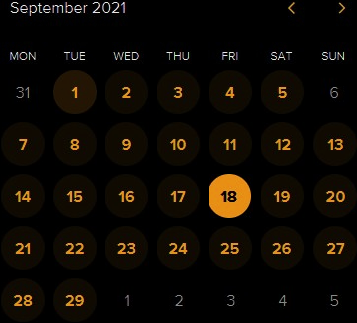 September 2021
MON TUE WED THU FRI SAT SUN
31 1 2 3 4 5 6
7 8 9 10 11 12 13
14 15 16 17 18 19 20
21 22 23 24 25 26 27
28 29 1 2 3 4 5